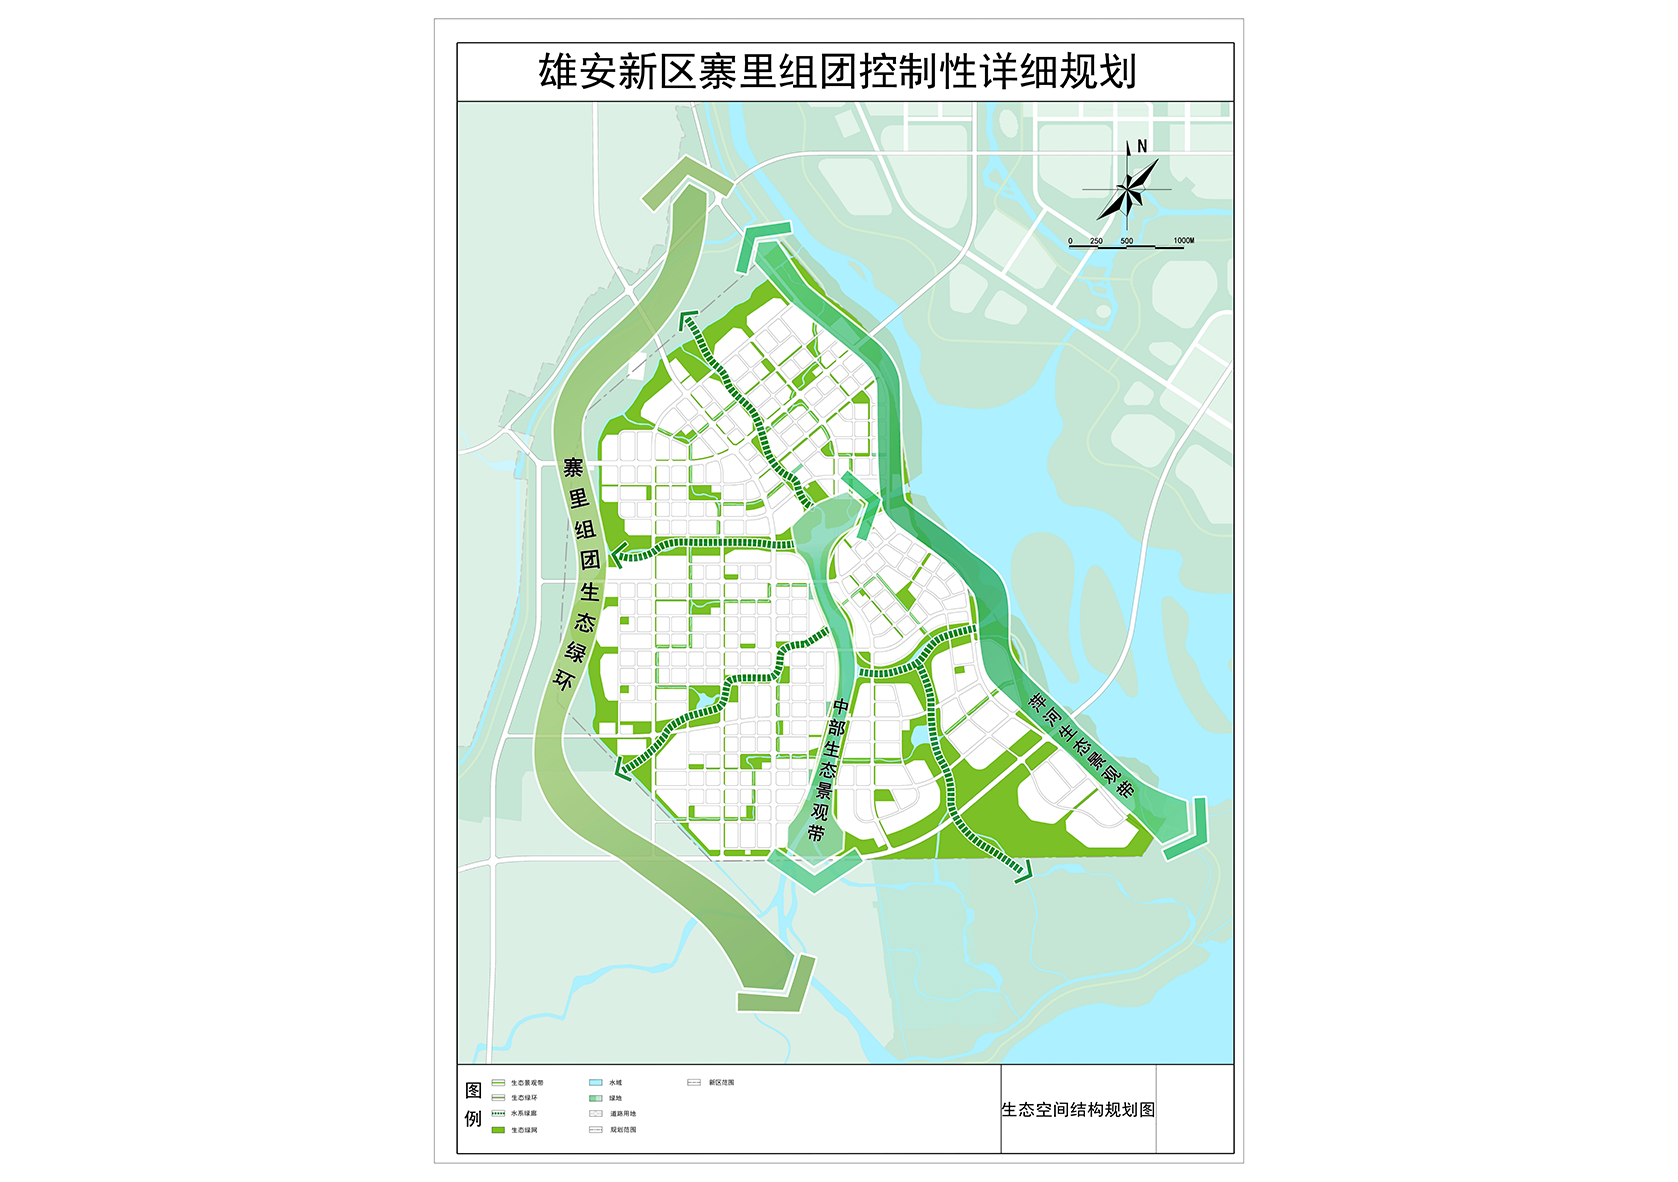 雄安新区寨里组团控制性详细规划
N
0 250 500 1000M
寨里组团生态绿环
中部生态景观带
萍河生态景观带
图例
生态景观带
生态绿环
水系绿廊
生态绿网
水域
绿地
道路用地
规划范围
新区范围
生态空间结构规划图